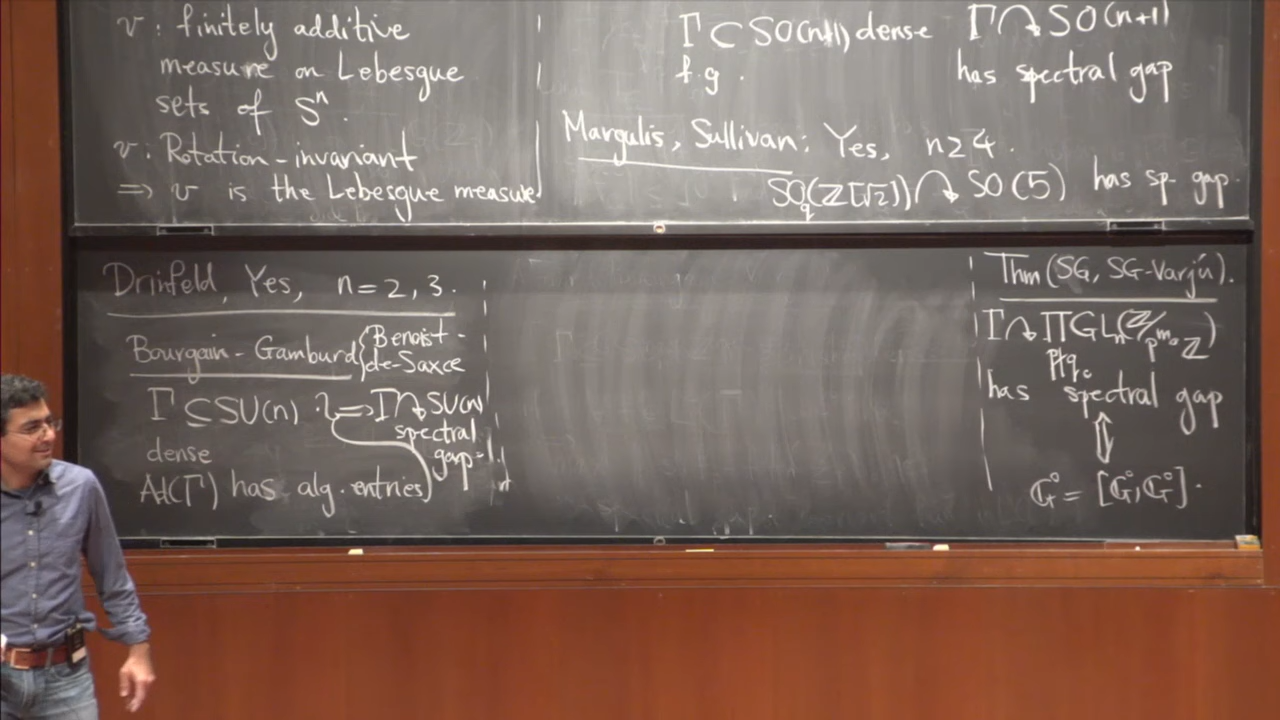 ν : finitely additive
measure on Lebesgue
sets of Sⁿ.
ν : Rotation-invariant
⇒ ν is the Lebesgue measure
Γ ⊂ SO(n+1) dense Γ ↷ SO(n+1)
f.g. has spectral gap
Margulis, Sullivan: Yes, n ≥ 4.
SO_q(ℤ[√2]) ↷ SO(5) has sp. gap.
Drinfeld, Yes, n = 2, 3.
Bourgain-Gamburd { Benoist-
de-Saxce
Γ ⊆ SU(n) ⇒ Γ ↷ SU(n)
dense spectral
gap
Ad(Γ) has alg. entries
Thm (SG, SG-Varjú).
Γ ↷ ∏ GL_n(ℤ/p^m ℤ)
p∤q₀
has spectral gap
⇕
𝔾° = [𝔾°, 𝔾°].